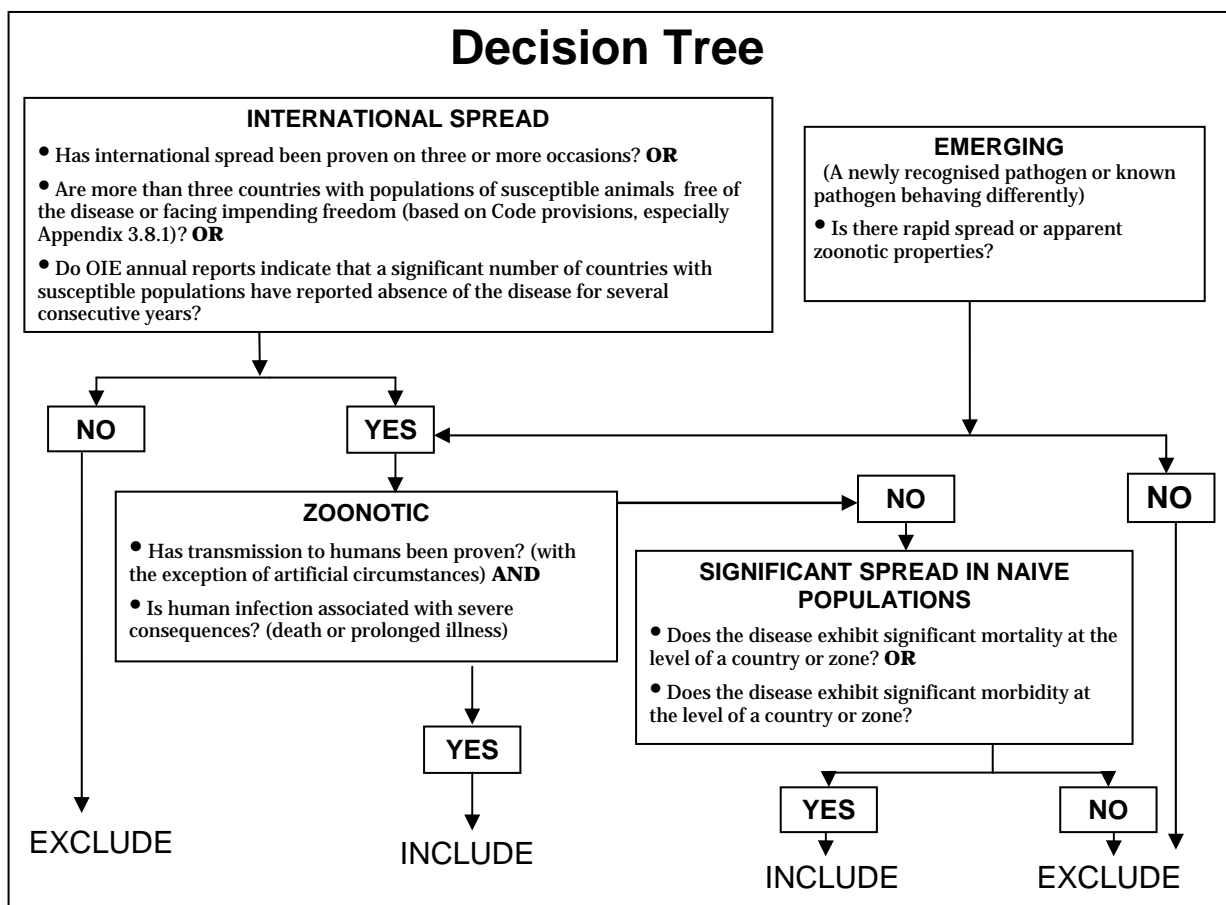 Decision Tree
INTERNATIONAL SPREAD
• Has international spread been proven on three or more occasions? OR
• Are more than three countries with populations of susceptible animals free
of the disease or facing impending freedom (based on Code provisions, especially
Appendix 3.8.1)? OR
• Do OIE annual reports indicate that a significant number of countries with
susceptible populations have reported absence of the disease for several
consecutive years?
EMERGING
(A newly recognised pathogen or known
pathogen behaving differently)
• Is there rapid spread or apparent
zoonotic properties?
NO
YES
ZOONOTIC
• Has transmission to humans been proven? (with
the exception of artificial circumstances) AND
• Is human infection associated with severe
consequences? (death or prolonged illness)
NO
NO
SIGNIFICANT SPREAD IN NAIVE
POPULATIONS
• Does the disease exhibit significant mortality at the
level of a country or zone? OR
• Does the disease exhibit significant morbidity at
the level of a country or zone?
YES
YES
NO
EXCLUDE
INCLUDE
INCLUDE
EXCLUDE